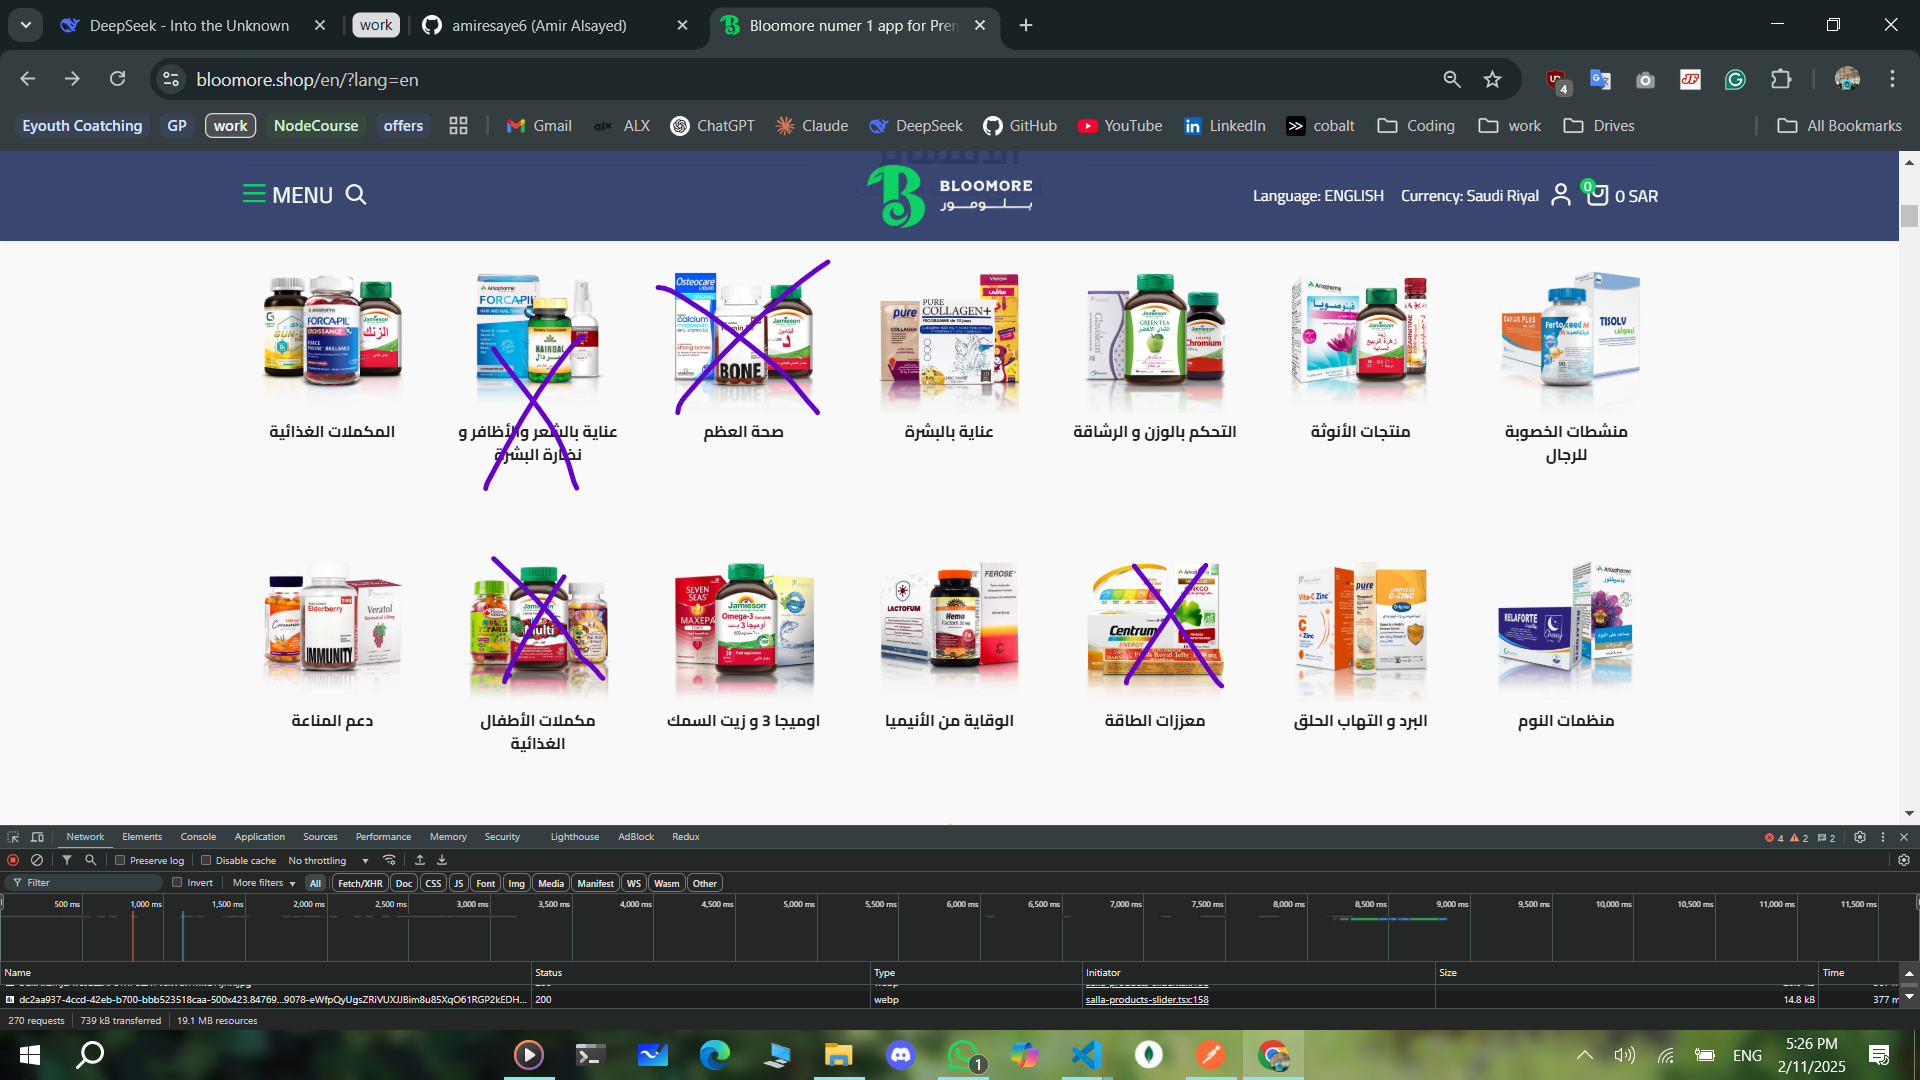 DeepSeek - Into the Unknown
work
amiresaye6 (Amir Alsayed)
Bloomore numer 1 app for Pren
bloomore.shop/en/?lang=en
4
Eyouth Coatching
GP
work
NodeCourse
offers
Gmail
ALX
ChatGPT
Claude
DeepSeek
GitHub
YouTube
LinkedIn
cobalt
Coding
work
Drives
All Bookmarks
MENU
BLOOMORE
بلومور
Language: ENGLISH
Currency: Saudi Riyal
0
0 SAR
المكملات الغذائية
عناية بالشعر والأظافر و
نضارة البشرة
صحة العظم
عناية بالبشرة
التحكم بالوزن و الرشاقة
منتجات الأنوثة
منشطات الخصوبة
للرجال
دعم المناعة
مكملات الأطفال
الغذائية
اوميجا 3 و زيت السمك
الوقاية من الأنيميا
معززات الطاقة
البرد و التهاب الحلق
منظمات النوم
Network
Elements
Console
Application
Sources
Performance
Memory
Security
Lighthouse
AdBlock
Redux
4
2
2
Preserve log
Disable cache
No throttling
Filter
Invert
More filters
All
Fetch/XHR
Doc
CSS
JS
Font
Img
Media
Manifest
WS
Wasm
Other
500 ms
1,000 ms
1,500 ms
2,000 ms
2,500 ms
3,000 ms
3,500 ms
4,000 ms
4,500 ms
5,000 ms
5,500 ms
6,000 ms
6,500 ms
7,000 ms
7,500 ms
8,000 ms
8,500 ms
9,000 ms
9,500 ms
10,000 ms
10,500 ms
11,000 ms
11,500 ms
Name
Status
Type
Initiator
Size
Time
dc2aa937-4ccd-42eb-b700-bbb523518caa-500x423.84769...9078-eWfpQyUgsZRiVUXJJBim8u85XqO61RGP2kEDH...
200
webp
salla-products-slider.tsx:158
14.8 kB
377 m
270 requests
739 kB transferred
19.1 MB resources
1
ENG
5:26 PM
2/11/2025